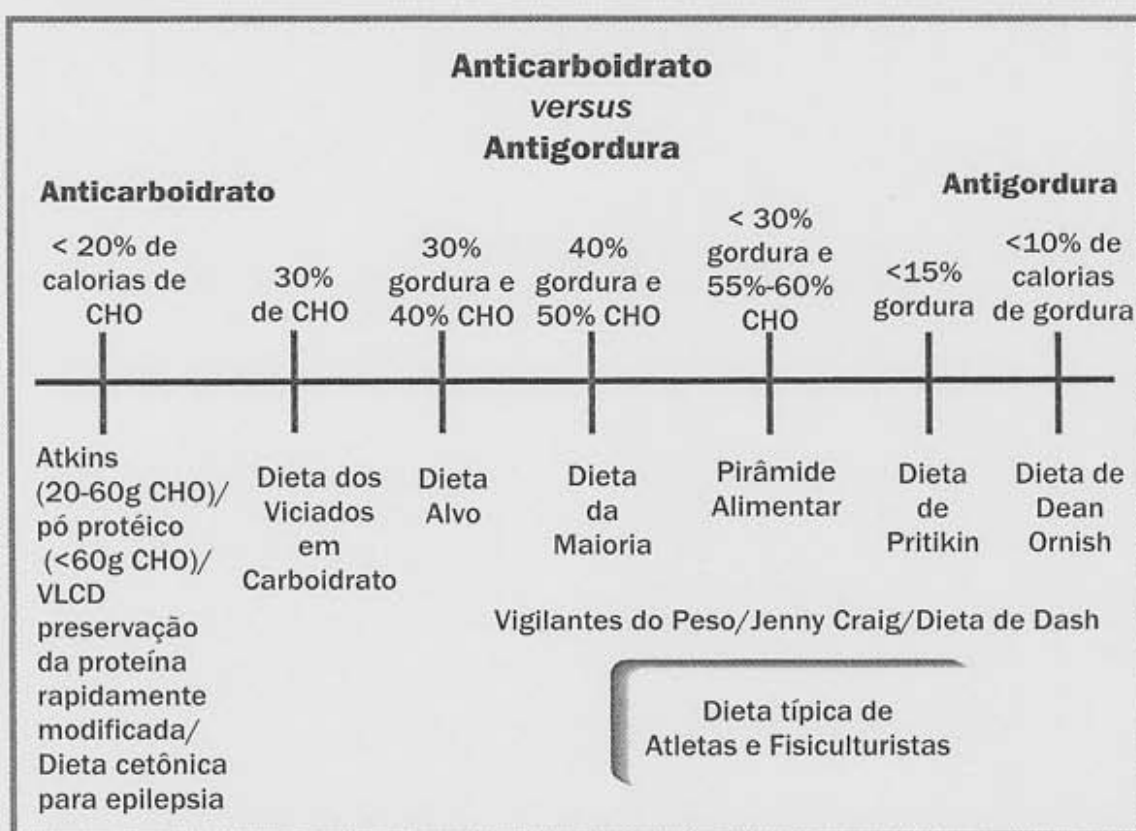 Anticarboidrato
versus
Antigordura
Anticarboidrato
Antigordura
< 20% de
calorias de
CHO
30%
de CHO
30%
gordura e
40% CHO
40%
gordura e
50% CHO
< 30%
gordura e
55%-60%
CHO
<15%
gordura
<10% de
calorias
de gordura
Atkins
(20-60g CHO)/
pó protéico
(<60g CHO)/
VLCD
preservação
da proteína
rapidamente
modificada/
Dieta cetônica
para epilepsia
Dieta dos
Viciados
em
Carboidrato
Dieta
Alvo
Dieta
da
Maioria
Pirâmide
Alimentar
Dieta
de
Pritikin
Dieta de
Dean
Ornish
Vigilantes do Peso/Jenny Craig/Dieta de Dash
Dieta típica de
Atletas e Fisiculturistas